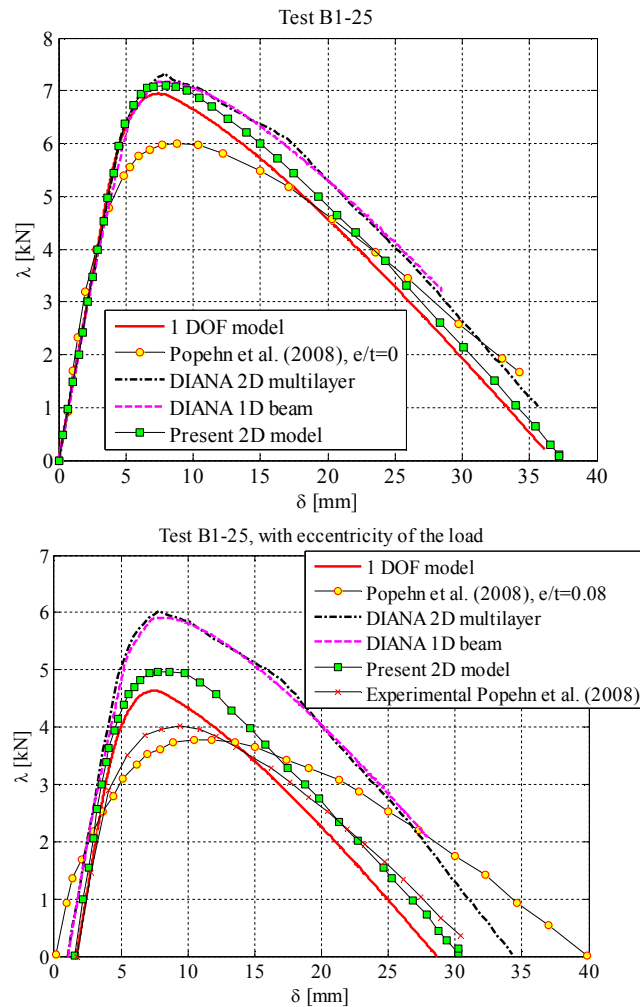 Test B1-25
8
7
6
5
4
3
2
1
0
λ [kN]
1 DOF model
Popehn et al. (2008), e/t=0
DIANA 2D multilayer
DIANA 1D beam
Present 2D model
0 5 10 15 20 25 30 35 40
δ [mm]
Test B1-25, with eccentricity of the load
7
6
5
4
3
2
1
0
λ [kN]
1 DOF model
Popehn et al. (2008), e/t=0.08
DIANA 2D multilayer
DIANA 1D beam
Present 2D model
Experimental Popehn et al. (2008)
0 5 10 15 20 25 30 35 40
δ [mm]